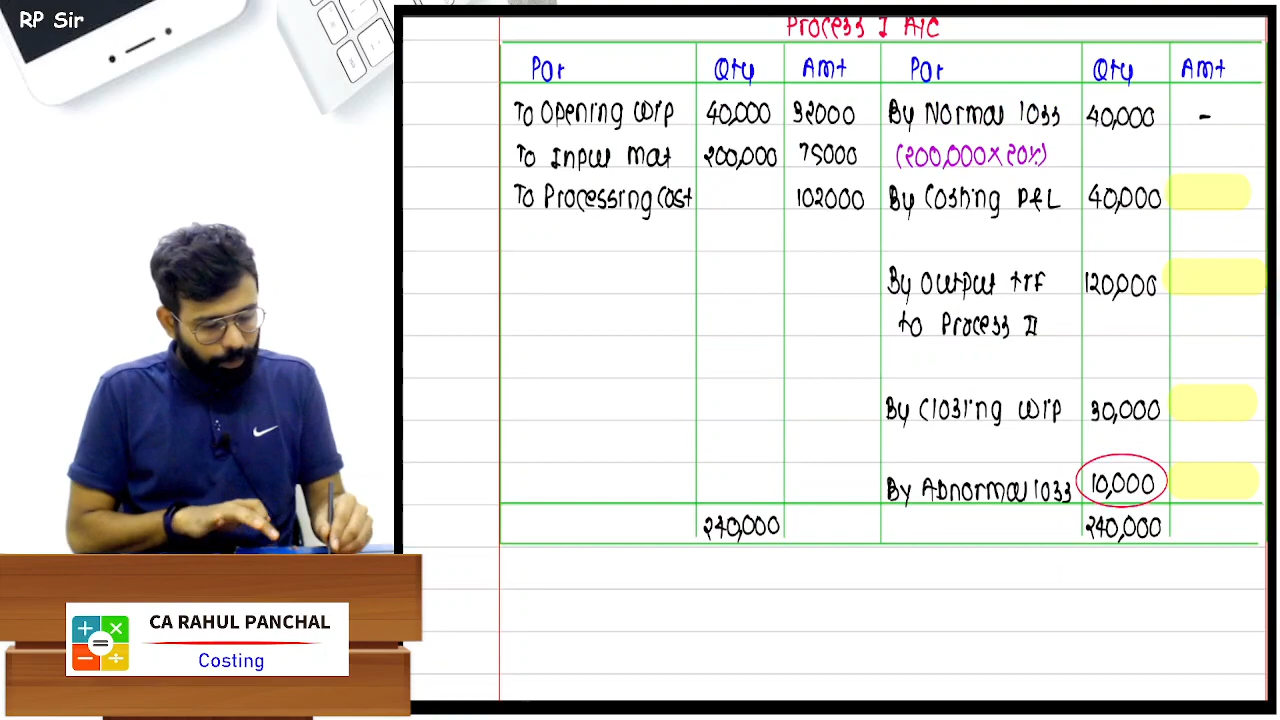 RP Sir
Process I A/C
Par Qty Amt Par Qty Amt
To Opening WIP 40,000 32000 By Normal loss 40,000 -
To Input mat 200,000 75000 (200,000 x 20%)
To Processing cost 102000 By Costing P&L 40,000
By Output trf 120,000
to Process II
By Closing WIP 30,000
By Abnormal loss 10,000
240,000 240,000
CA RAHUL PANCHAL
Costing